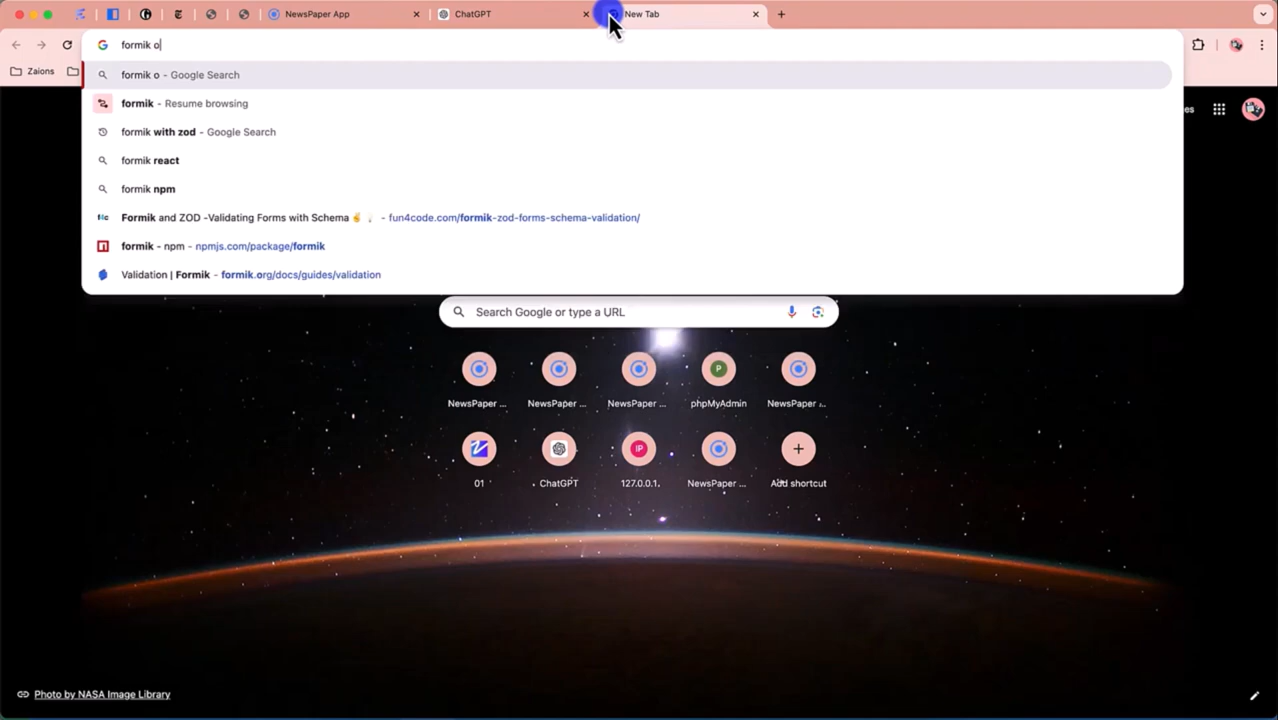 NewsPaper App
ChatGPT
New Tab
formik o
Zaions
formik o - Google Search
formik - Resume browsing
formik with zod - Google Search
formik react
formik npm
Formik and ZOD -Validating Forms with Schema ✌️💡 - fun4code.com/formik-zod-forms-schema-validation/
formik - npm - npmjs.com/package/formik
Validation | Formik - formik.org/docs/guides/validation
es
Search Google or type a URL
NewsPaper ... NewsPaper ... NewsPaper ... phpMyAdmin NewsPaper ...
P
IP
01 ChatGPT 127.0.0.1. NewsPaper ... Add shortcut
Photo by NASA Image Library